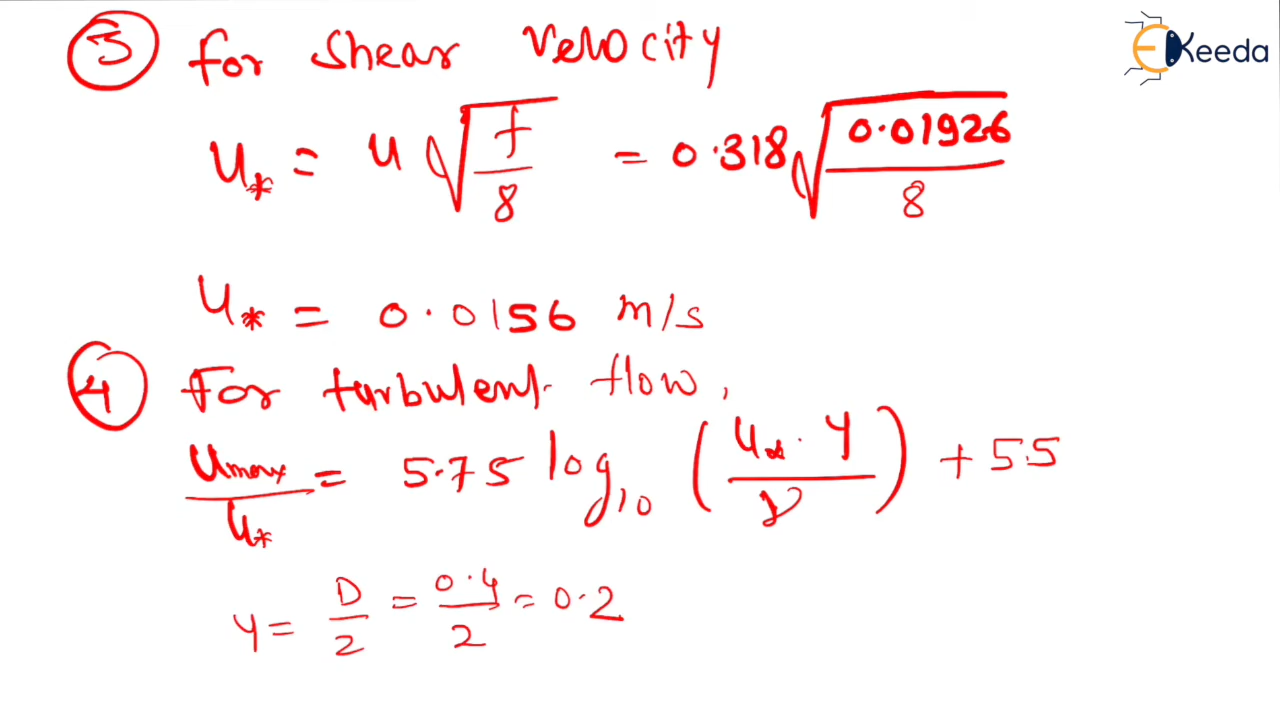 EKeeda
③ for shear velocity
u* = u √(f/8) = 0.318 √(0.01926/8)
u* = 0.0156 m/s
④ For turbulent flow,
umax/u* = 5.75 log10 (u*.y/ν) + 5.5
y = D/2 = 0.4/2 = 0.2